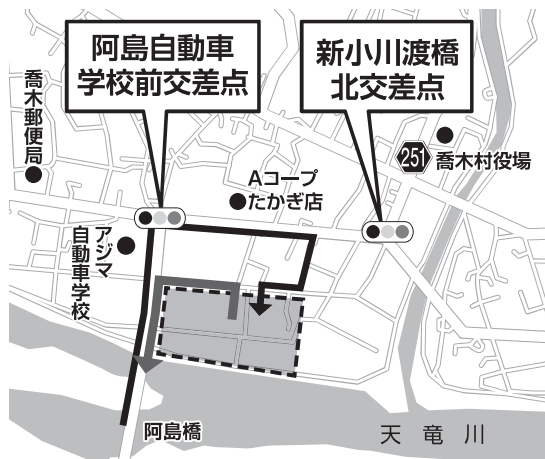 阿島自動車
学校前交差点
新小川渡橋
北交差点
喬木郵便局
251
喬木村役場
Aコープ
たかぎ店
アジマ
自動車学校
阿島橋
天竜川